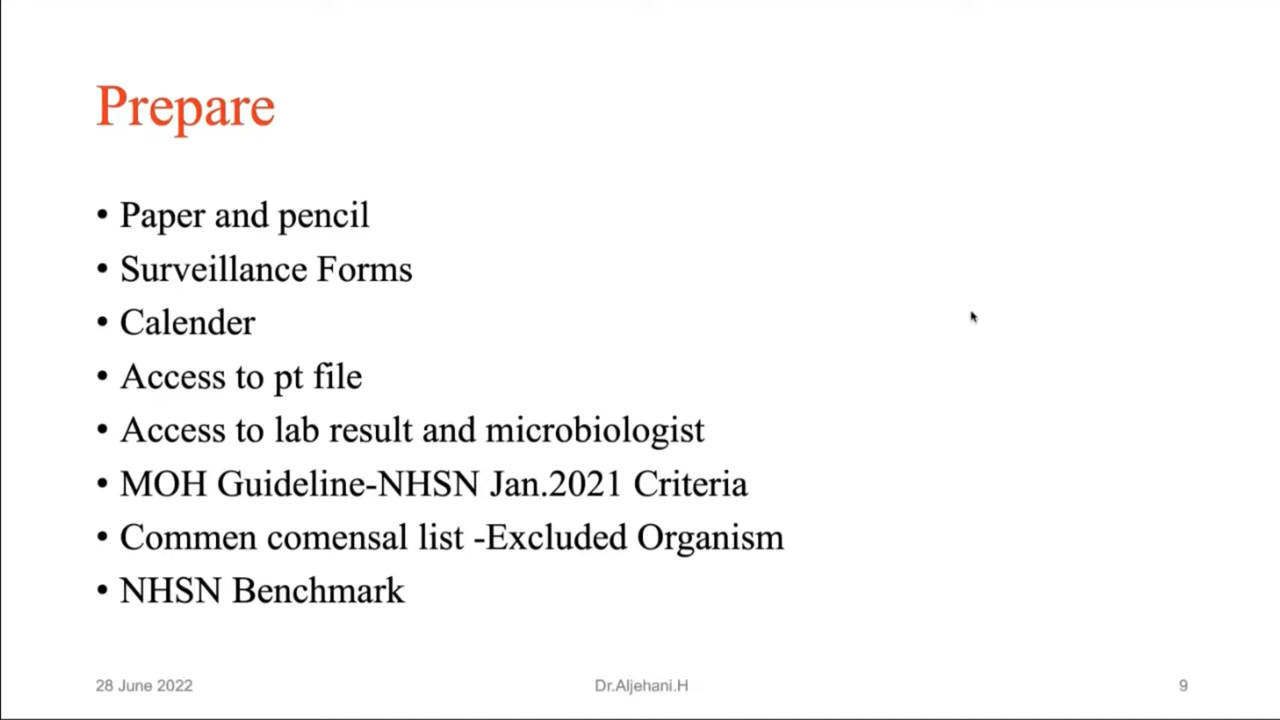 Prepare
• Paper and pencil
• Surveillance Forms
• Calender
• Access to pt file
• Access to lab result and microbiologist
• MOH Guideline-NHSN Jan.2021 Criteria
• Commen comensal list -Excluded Organism
• NHSN Benchmark
28 June 2022
Dr.Aljehani.H
9